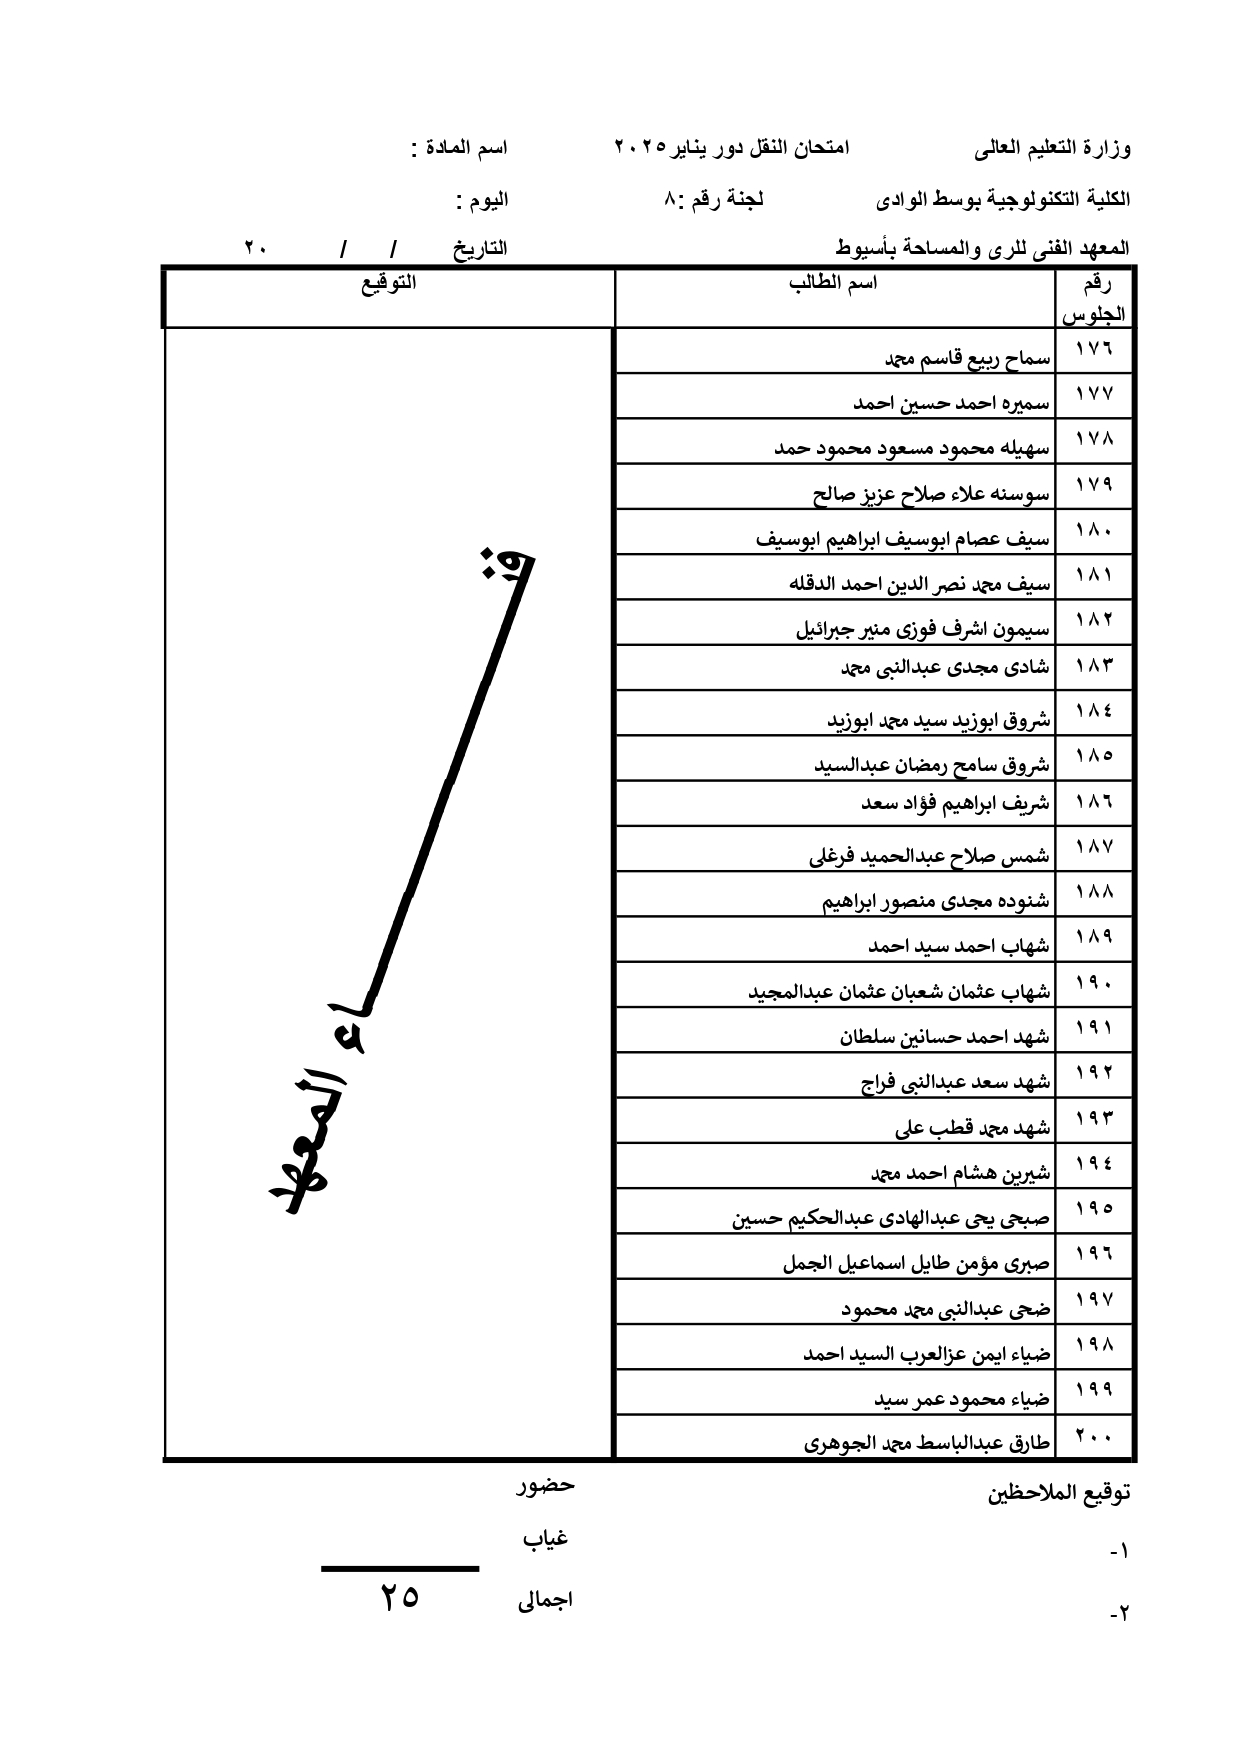 وزارة التعليم العالى امتحان النقل دور يناير٢٠٢٥ اسم المادة :
الكلية التكنولوجية بوسط الوادى لجنة رقم :٨ اليوم :
المعهد الفنى للرى والمساحة بأسيوط التاريخ / / ٢٠
رقم الجلوس اسم الطالب التوقيع
١٧٦ سماح ربيع قاسم محمد
١٧٧ سميره احمد حسين احمد
١٧٨ سهيله محمود مسعود محمود حمد
١٧٩ سوسنه علاء صلاح عزيز صالح
١٨٠ سيف عصام ابوسيف ابراهيم ابوسيف
١٨١ سيف محمد نصر الدين احمد الدقله
١٨٢ سيمون اشرف فوزى منير جبرائيل
١٨٣ شادى مجدى عبدالنبى محمد
١٨٤ شروق ابوزيد سيد محمد ابوزيد
١٨٥ شروق سامح رمضان عبدالسيد
١٨٦ شريف ابراهيم فؤاد سعد
١٨٧ شمس صلاح عبدالحميد فرغلى
١٨٨ شنوده مجدى منصور ابراهيم
١٨٩ شهاب احمد سيد احمد
١٩٠ شهاب عثمان شعبان عثمان عبدالمجيد
١٩١ شهد احمد حسانين سلطان
١٩٢ شهد سعد عبدالنبى فراج
١٩٣ شهد محمد قطب على
١٩٤ شيرين هشام احمد محمد
١٩٥ صبحى يحى عبدالهادى عبدالحكيم حسين
١٩٦ صبرى مؤمن طايل اسماعيل الجمل
١٩٧ ضحى عبدالنبى محمد محمود
١٩٨ ضياء ايمن عزالعرب السيد احمد
١٩٩ ضياء محمود عمر سيد
٢٠٠ طارق عبدالباسط محمد الجوهرى
فنـــــــاء المعهد
توقيع الملاحظين حضور
١- غياب
٢- اجمالى ٢٥